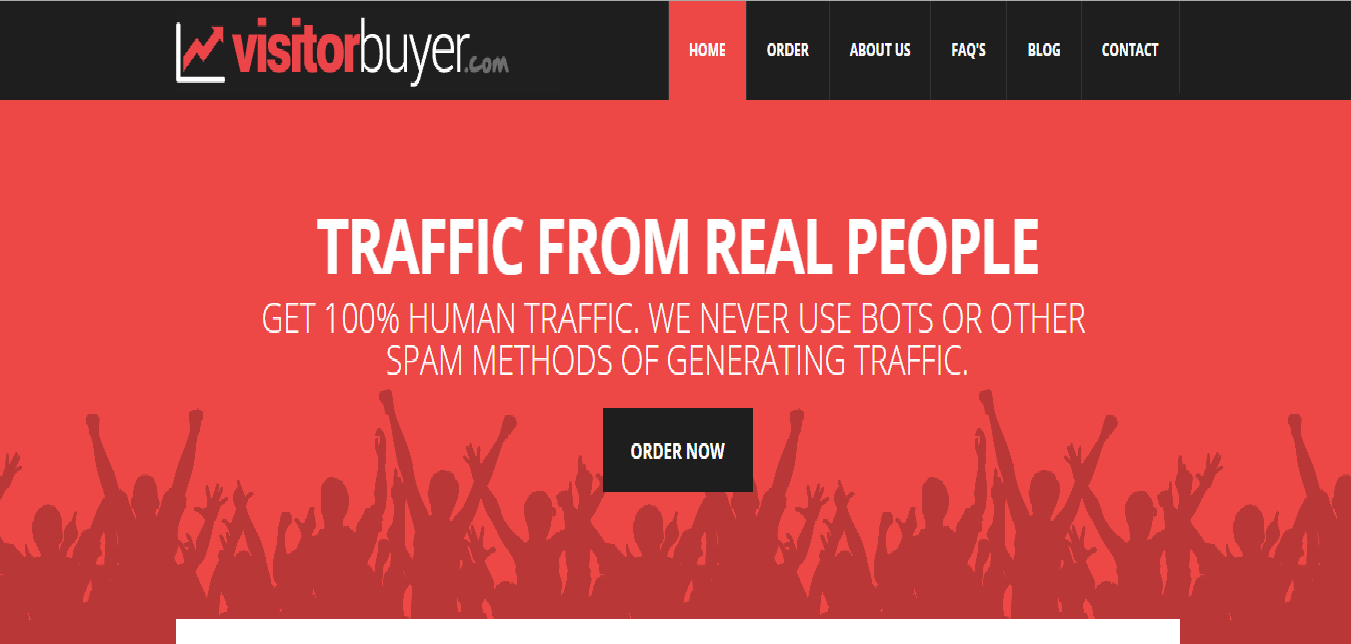 visitorbuyer.com
HOME ORDER ABOUT US FAQ'S BLOG CONTACT
TRAFFIC FROM REAL PEOPLE
GET 100% HUMAN TRAFFIC. WE NEVER USE BOTS OR OTHER
SPAM METHODS OF GENERATING TRAFFIC.
ORDER NOW